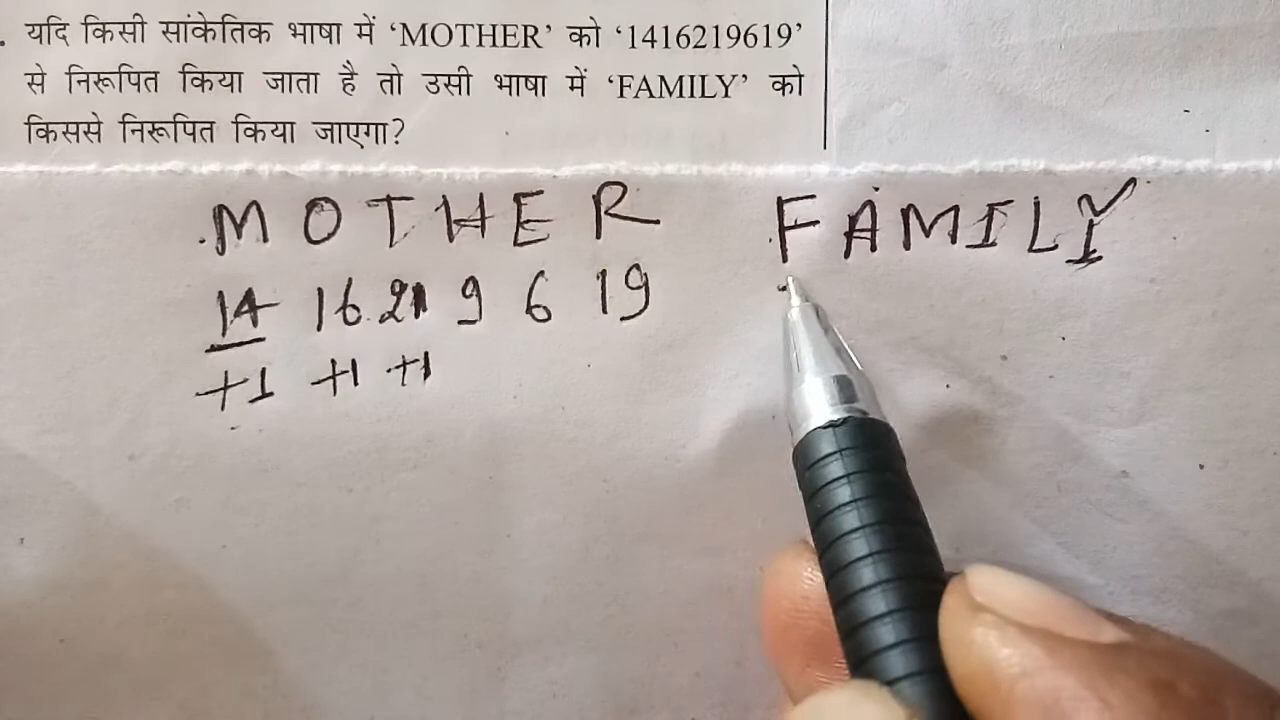 . यदि किसी सांकेतिक भाषा में ‘MOTHER’ को ‘1416219619’
से निरूपित किया जाता है तो उसी भाषा में ‘FAMILY’ को
किससे निरूपित किया जाएगा?
MOTHER FAMILY
14 16 21 9 6 19
+1 +1 +1